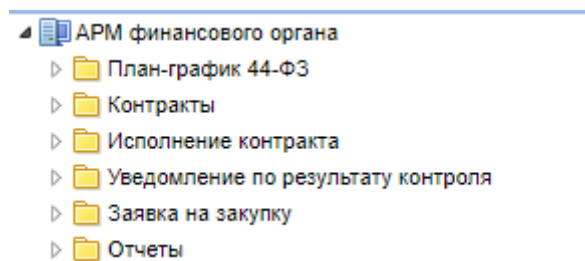 АРМ финансового органа
План-график 44-ФЗ
Контракты
Исполнение контракта
Уведомление по результату контроля
Заявка на закупку
Отчеты